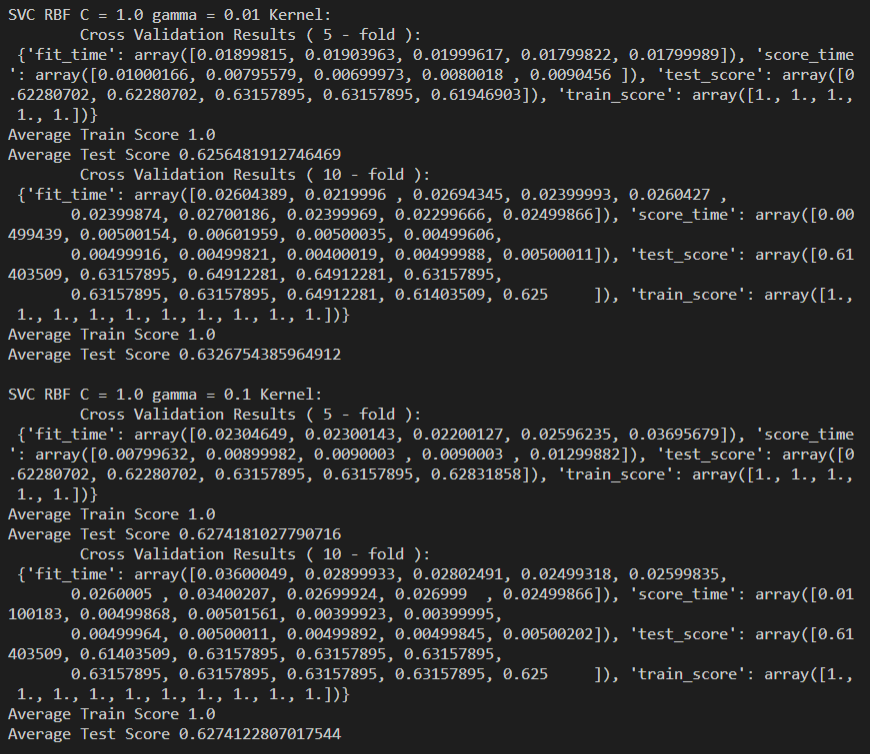 SVC RBF C = 1.0 gamma = 0.01 Kernel:
        Cross Validation Results ( 5 - fold ):
 {'fit_time': array([0.01899815, 0.01903963, 0.01999617, 0.01799822, 0.01799989]), 'score_time
': array([0.01000166, 0.00795579, 0.00699973, 0.0080018 , 0.0090456 ]), 'test_score': array([0
.62280702, 0.62280702, 0.63157895, 0.63157895, 0.61946903]), 'train_score': array([1., 1., 1.,
 1., 1.])}
Average Train Score 1.0
Average Test Score 0.6256481912746469
        Cross Validation Results ( 10 - fold ):
 {'fit_time': array([0.02604389, 0.0219996 , 0.02694345, 0.02399993, 0.0260427 ,
       0.02399874, 0.02700186, 0.02399969, 0.02299666, 0.02499866]), 'score_time': array([0.00
499439, 0.00500154, 0.00601959, 0.00500035, 0.00499606,
       0.00499916, 0.00499821, 0.00400019, 0.00499988, 0.00500011]), 'test_score': array([0.61
403509, 0.63157895, 0.64912281, 0.64912281, 0.63157895,
       0.63157895, 0.63157895, 0.64912281, 0.61403509, 0.625     ]), 'train_score': array([1.,
 1., 1., 1., 1., 1., 1., 1., 1., 1.])}
Average Train Score 1.0
Average Test Score 0.6326754385964912

SVC RBF C = 1.0 gamma = 0.1 Kernel:
        Cross Validation Results ( 5 - fold ):
 {'fit_time': array([0.02304649, 0.02300143, 0.02200127, 0.02596235, 0.03695679]), 'score_time
': array([0.00799632, 0.00899982, 0.0090003 , 0.0090003 , 0.01299882]), 'test_score': array([0
.62280702, 0.62280702, 0.63157895, 0.63157895, 0.62831858]), 'train_score': array([1., 1., 1.,
 1., 1.])}
Average Train Score 1.0
Average Test Score 0.6274181027790716
        Cross Validation Results ( 10 - fold ):
 {'fit_time': array([0.03600049, 0.02899933, 0.02802491, 0.02499318, 0.02599835,
       0.0260005 , 0.03400207, 0.02699924, 0.026999  , 0.02499866]), 'score_time': array([0.01
100183, 0.00499868, 0.00501561, 0.00399923, 0.00399995,
       0.00499964, 0.00500011, 0.00499892, 0.00499845, 0.00500202]), 'test_score': array([0.61
403509, 0.61403509, 0.63157895, 0.63157895, 0.63157895,
       0.63157895, 0.63157895, 0.63157895, 0.63157895, 0.625     ]), 'train_score': array([1.,
 1., 1., 1., 1., 1., 1., 1., 1., 1.])}
Average Train Score 1.0
Average Test Score 0.6274122807017544